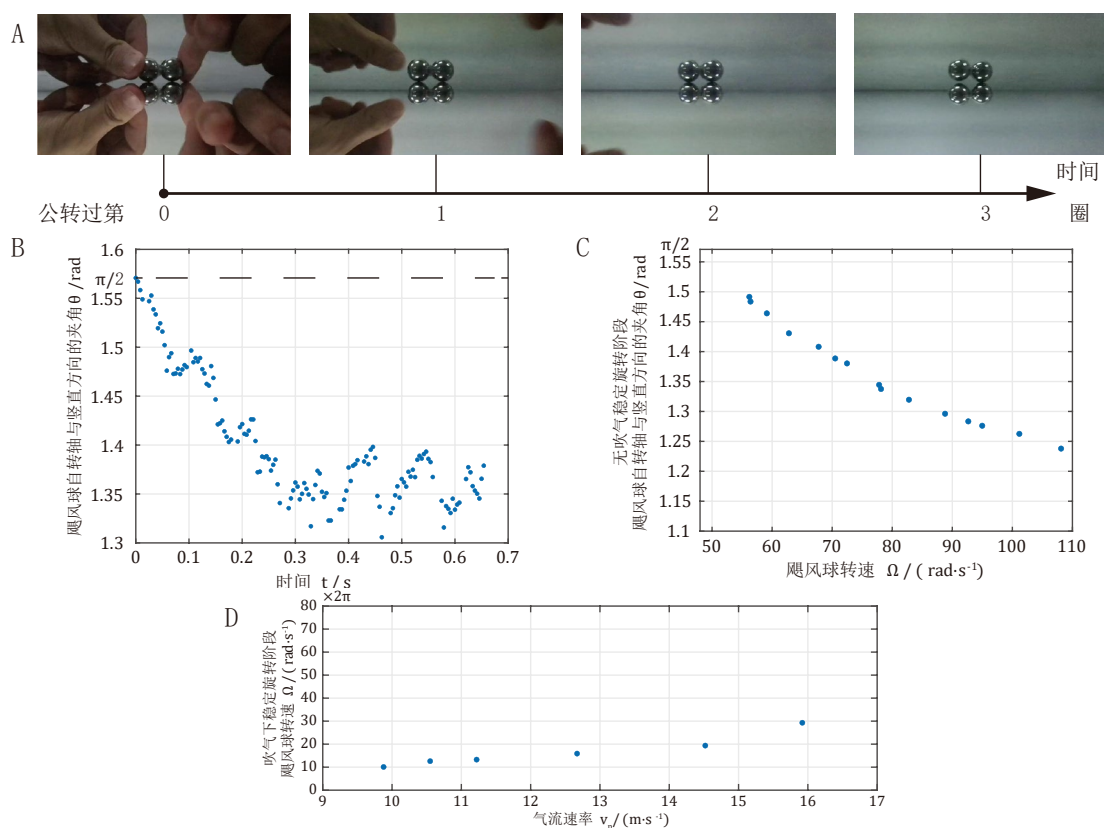 A
时间
公转过第 0 1 2 3 圈
B
飓风球自转轴与竖直方向的夹角θ/rad
1.6
π/2
1.55
1.5
1.45
1.4
1.35
1.3
0 0.1 0.2 0.3 0.4 0.5 0.6 0.7
时间 t/s
C
无吹气稳定旋转阶段
飓风球自转轴与竖直方向的夹角θ/rad
π/2
1.55
1.5
1.45
1.4
1.35
1.3
1.25
1.2
1.15
1.1
50 60 70 80 90 100 110
飓风球转速 Ω/(rad·s⁻¹)
D
吹气下稳定旋转阶段
飓风球转速 Ω/(rad·s⁻¹)
×2π
80
70
60
50
40
30
20
10
0
9 10 11 12 13 14 15 16 17
气流速率 vₙ/(m·s⁻¹)